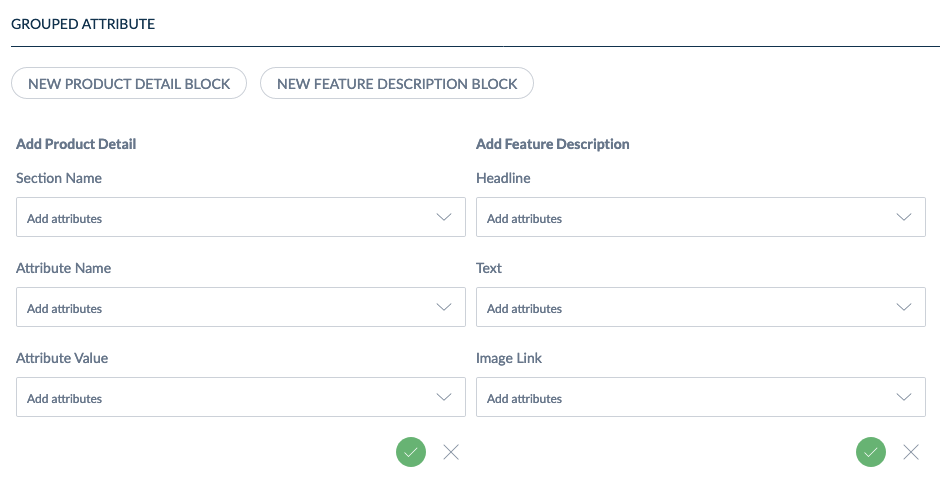 GROUPED ATTRIBUTE
NEW PRODUCT DETAIL BLOCK
NEW FEATURE DESCRIPTION BLOCK
Add Product Detail
Section Name
Add attributes
Attribute Name
Add attributes
Attribute Value
Add attributes
Add Feature Description
Headline
Add attributes
Text
Add attributes
Image Link
Add attributes